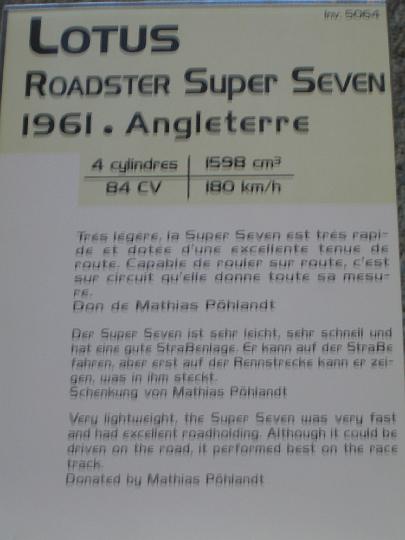 Inv. 5064
LOTUS
ROADSTER SUPER SEVEN
1961 . Angleterre
4 cylindres | 1598 cm³
84 CV | 180 km/h
Très légère, la Super Seven est très rapi-
de et dotée d'une excellente tenue de
route. Capable de rouler sur route, c'est
sur circuit qu'elle donne toute sa mesu-
re.
Don de Mathias Pöhlandt
Der Super Seven ist sehr leicht, sehr schnell und
hat eine gute Straßenlage. Er kann auf der Straße
fahren, aber erst auf der Rennstrecke kann er zei-
gen, was in ihm steckt.
Schenkung von Mathias Pöhlandt
Very lightweight, the Super Seven was very fast
and had excellent roadholding. Although it could be
driven on the road, it performed best on the race
track.
Donated by Mathias Pöhlandt